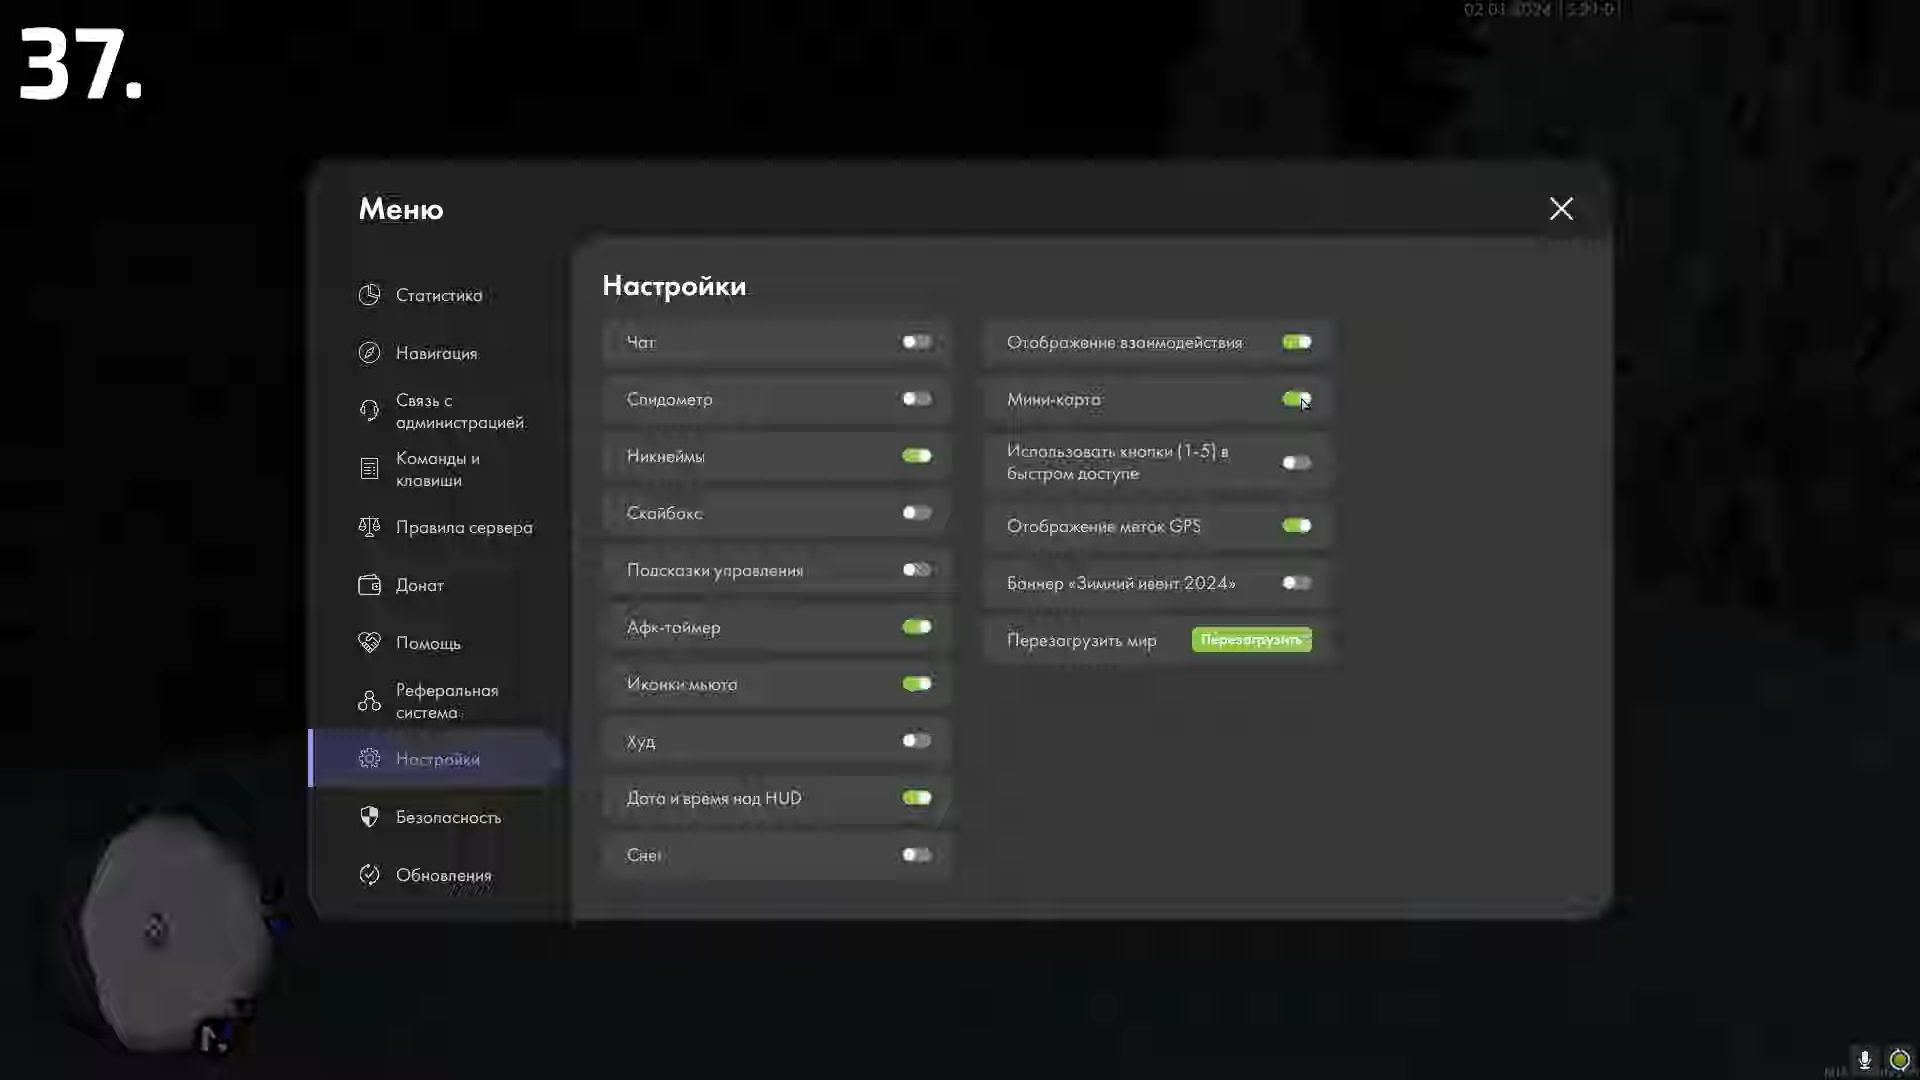 37.
Меню
Статистика
Навигация
Связь с
администрацией
Команды и
клавиши
Правила сервера
Донат
Помощь
Реферальная
система
Настройки
Безопасность
Обновления
Настройки
Чат
Спидометр
Никнеймы
Скайбокс
Подсказки управления
Афк-таймер
Иконки мьюта
Худ
Дата и время над HUD
Снег
Отображение взаимодействия
Мини-карта
Использовать кнопки (1-5) в
быстром доступе
Отображение меток GPS
Баннер «Зимний ивент 2024»
Перезагрузить мир
Перезагрузить